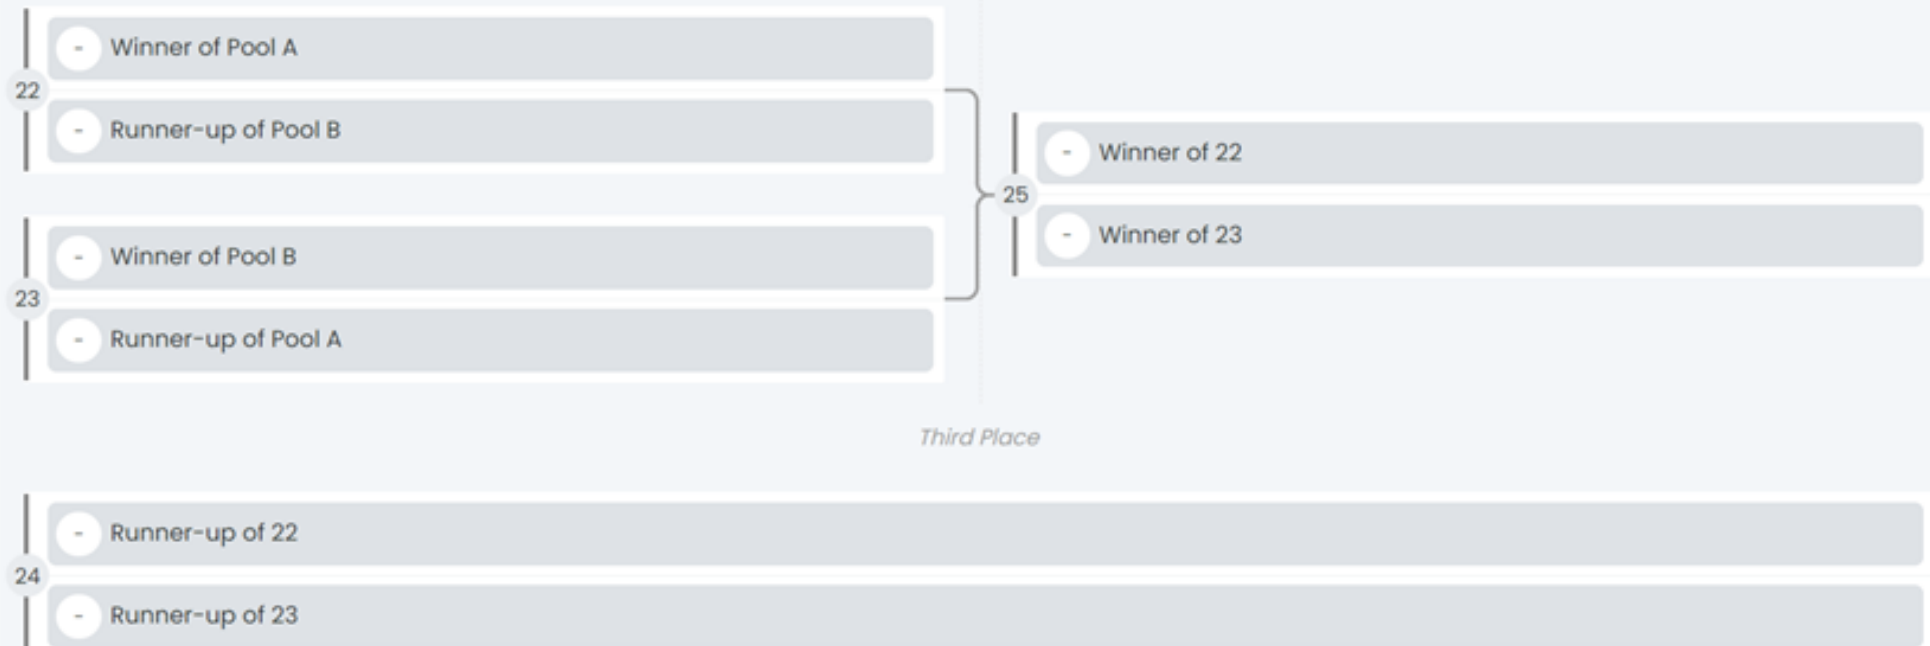 - Winner of Pool A
22
- Runner-up of Pool B
- Winner of 22
25
- Winner of 23
- Winner of Pool B
23
- Runner-up of Pool A
Third Place
- Runner-up of 22
24
- Runner-up of 23